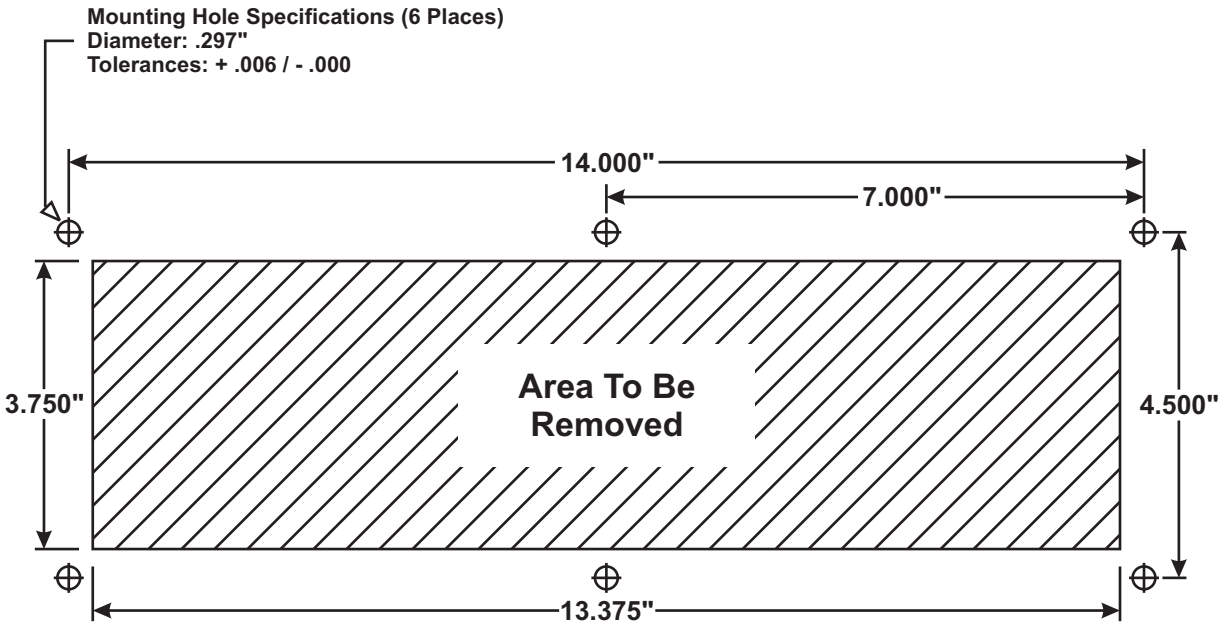 Mounting Hole Specifications (6 Places)
Diameter: .297"
Tolerances: + .006 / - .000
14.000"
7.000"
3.750"
Area To Be
Removed
4.500"
13.375"